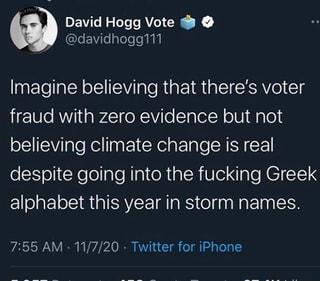 David Hogg Vote 🗳️
@davidhogg111
Imagine believing that there's voter
fraud with zero evidence but not
believing climate change is real
despite going into the fucking Greek
alphabet this year in storm names.
7:55 AM · 11/7/20 · Twitter for iPhone